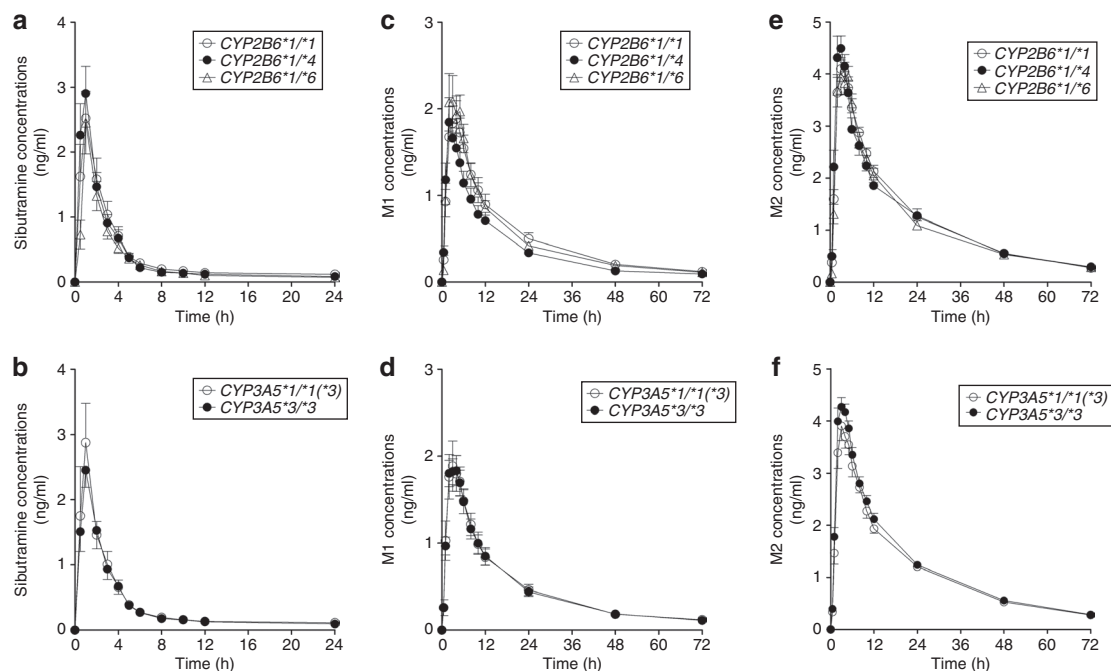 a
Sibutramine concentrations
(ng/ml)
4
3
2
1
0
0 4 8 12 16 20 24
Time (h)
CYP2B6*1/*1
CYP2B6*1/*4
CYP2B6*1/*6
c
M1 concentrations
(ng/ml)
3
2
1
0
0 12 24 36 48 60 72
Time (h)
CYP2B6*1/*1
CYP2B6*1/*4
CYP2B6*1/*6
e
M2 concentrations
(ng/ml)
5
4
3
2
1
0
0 12 24 36 48 60 72
Time (h)
CYP2B6*1/*1
CYP2B6*1/*4
CYP2B6*1/*6
b
Sibutramine concentrations
(ng/ml)
4
3
2
1
0
0 4 8 12 16 20 24
Time (h)
CYP3A5*1/*1(*3)
CYP3A5*3/*3
d
M1 concentrations
(ng/ml)
3
2
1
0
0 12 24 36 48 60 72
Time (h)
CYP3A5*1/*1(*3)
CYP3A5*3/*3
f
M2 concentrations
(ng/ml)
5
4
3
2
1
0
0 12 24 36 48 60 72
Time (h)
CYP3A5*1/*1(*3)
CYP3A5*3/*3